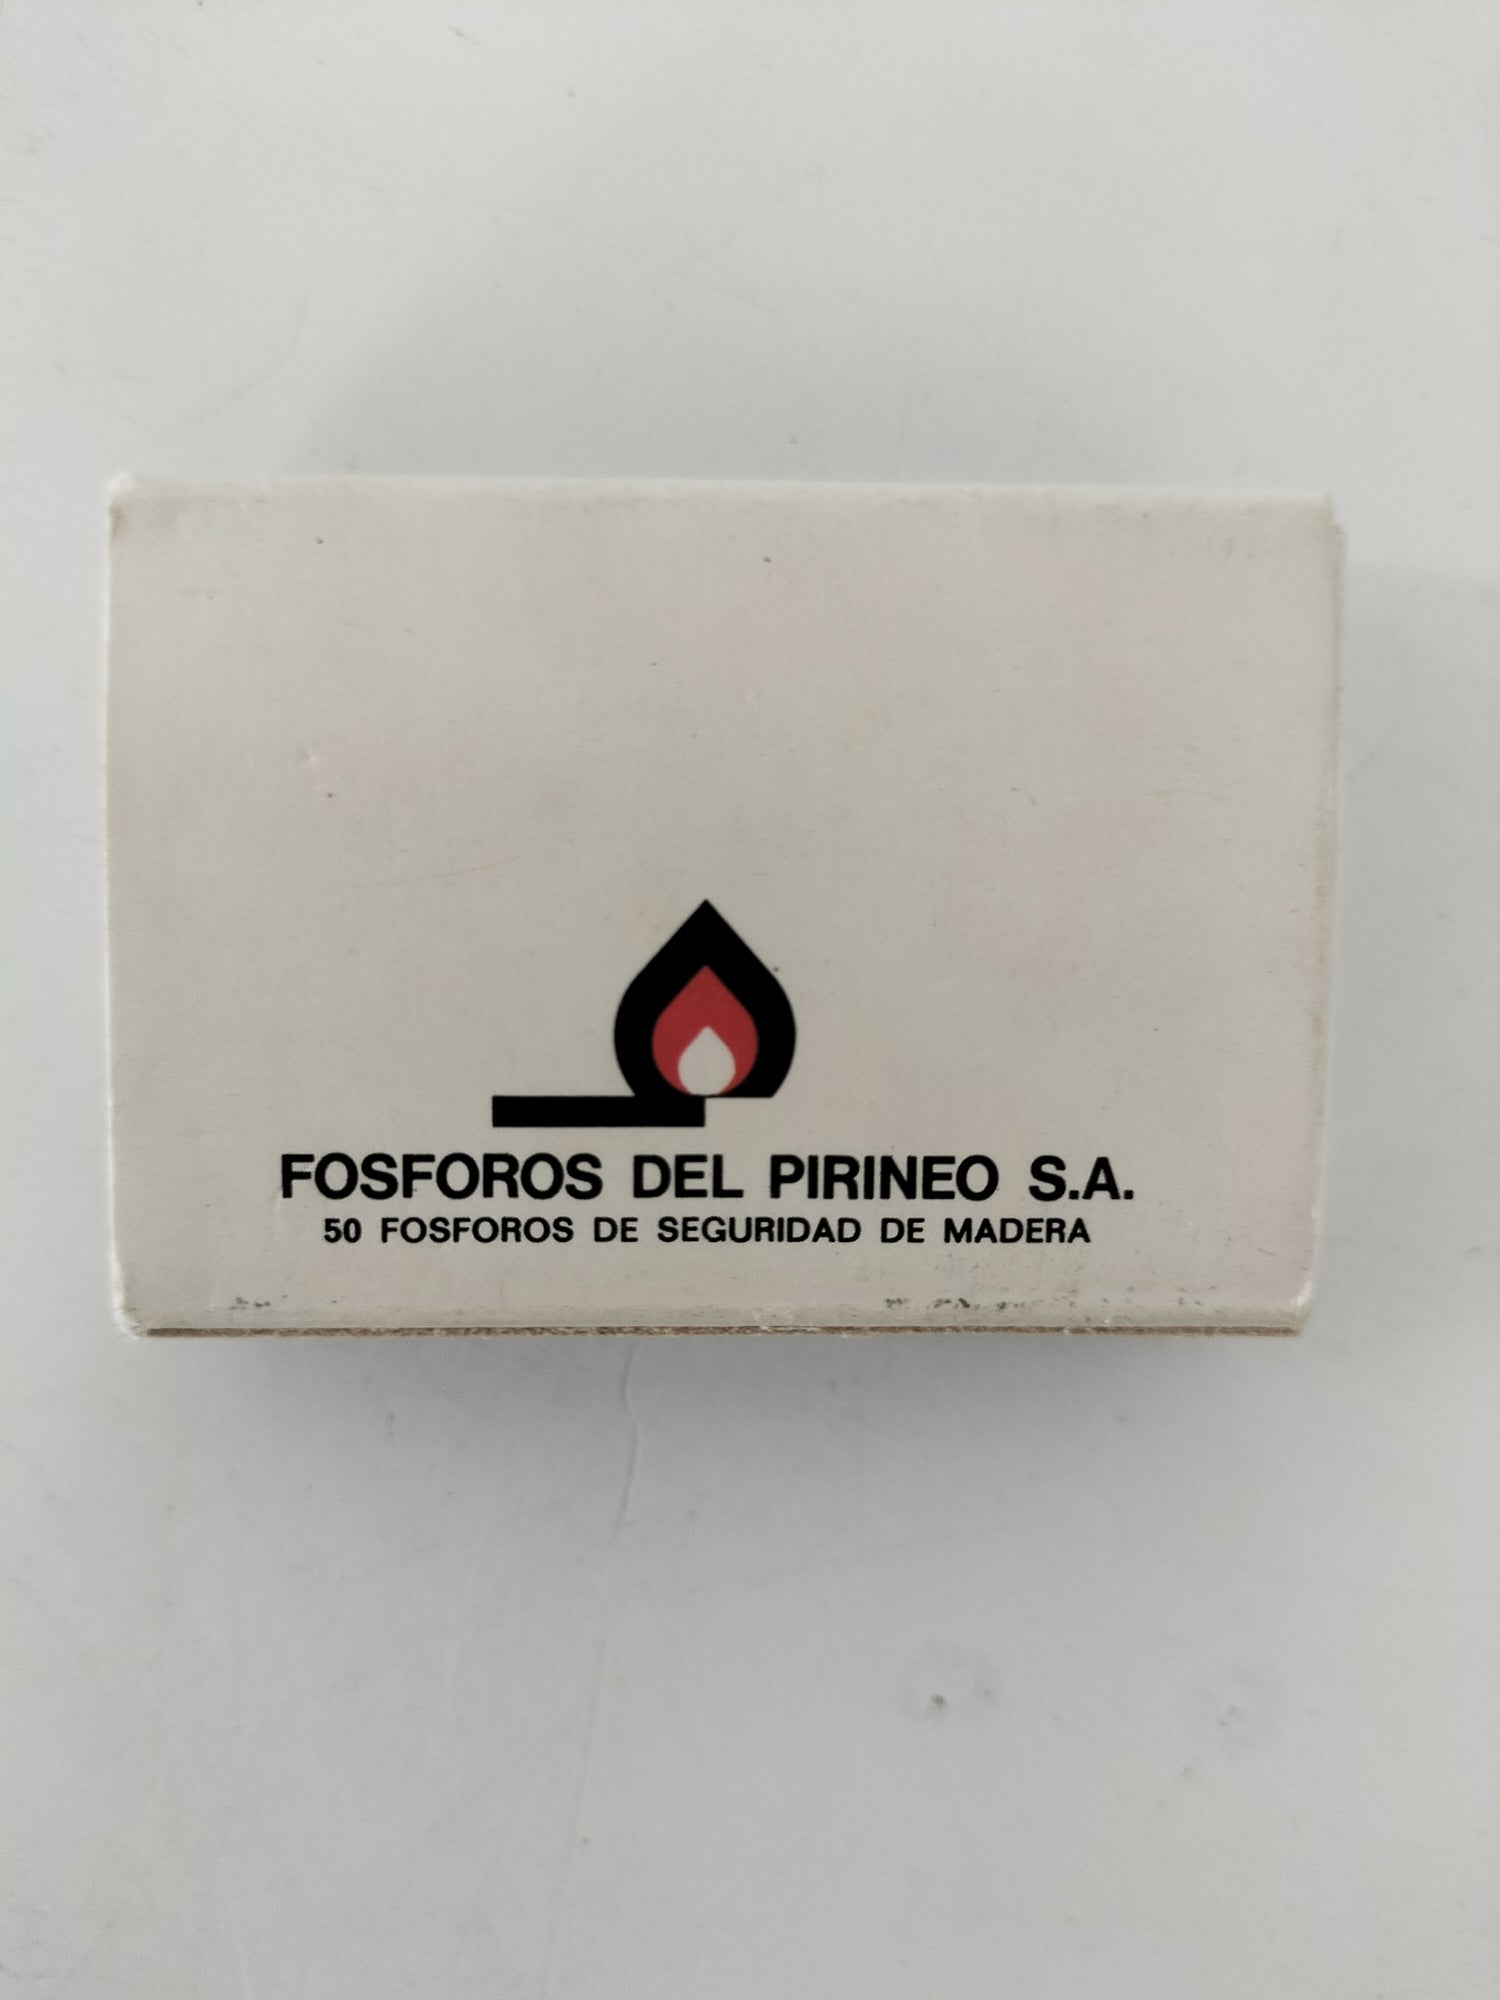 FOSFOROS DEL PIRINEO S.A.
50 FOSFOROS DE SEGURIDAD DE MADERA